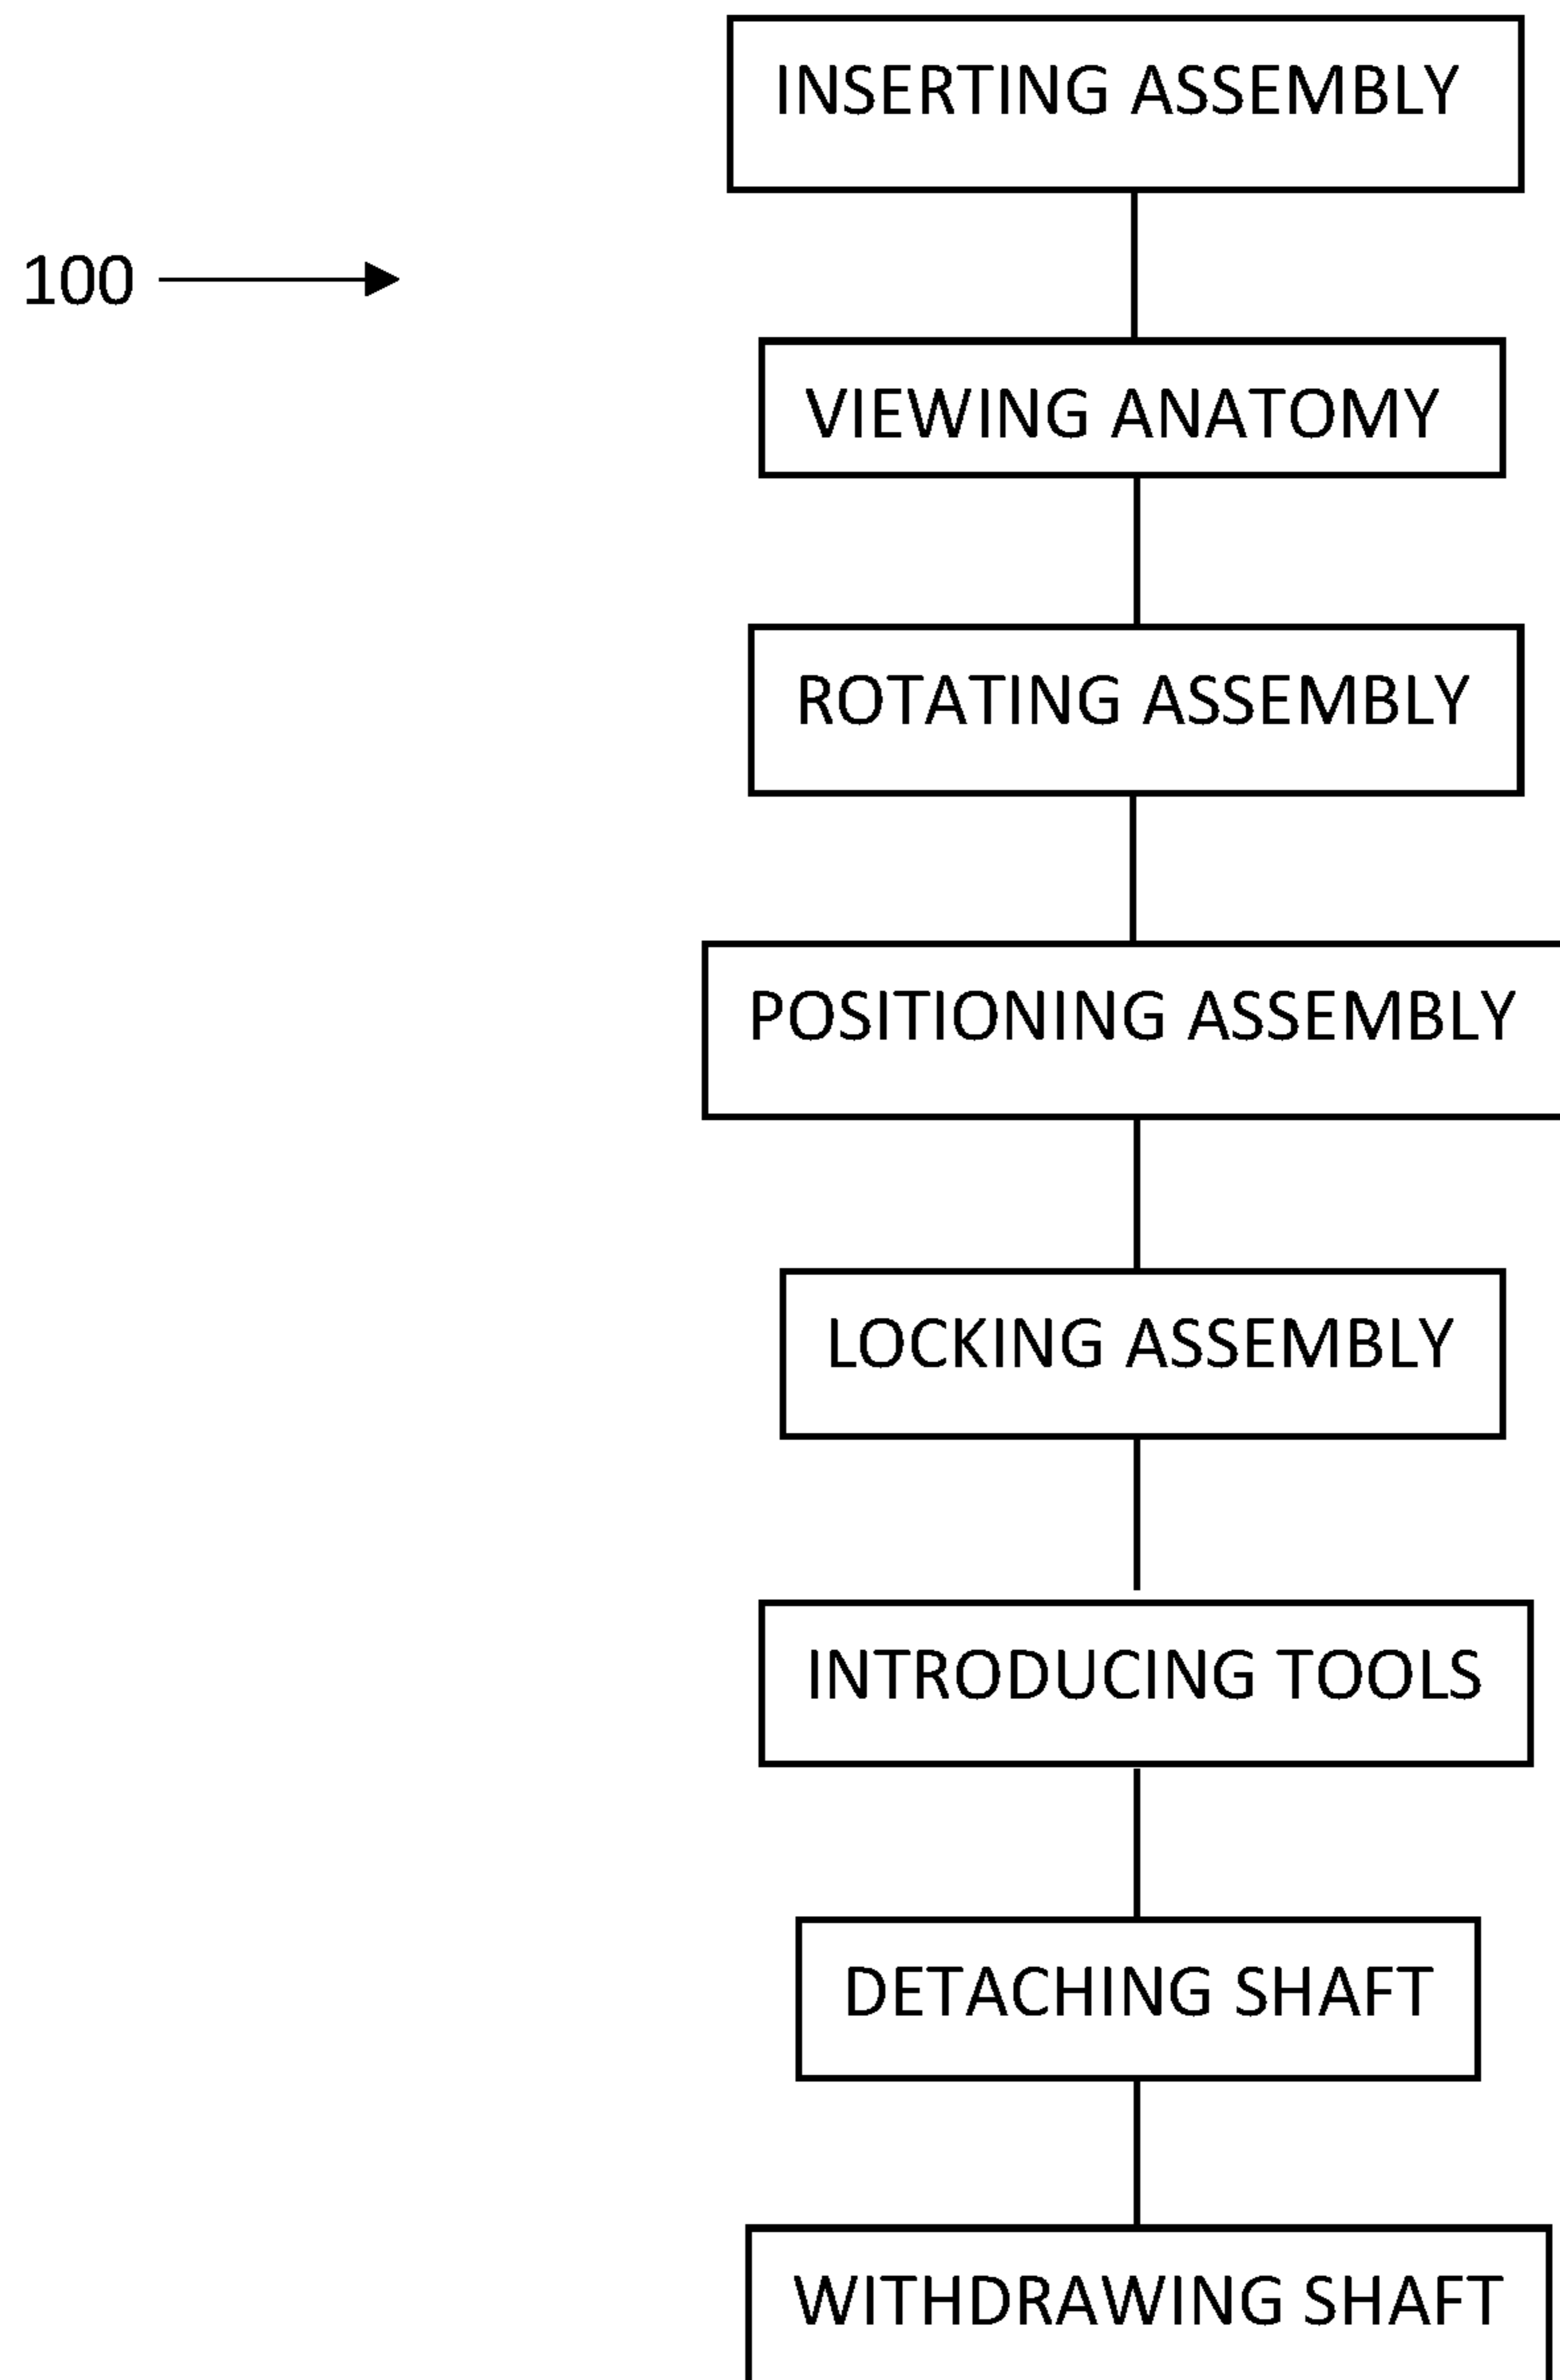 INSERTING ASSEMBLY
100
VIEWING ANATOMY
ROTATING ASSEMBLY
POSITIONING ASSEMBLY
LOCKING ASSEMBLY
INTRODUCING TOOLS
DETACHING SHAFT
WITHDRAWING SHAFT